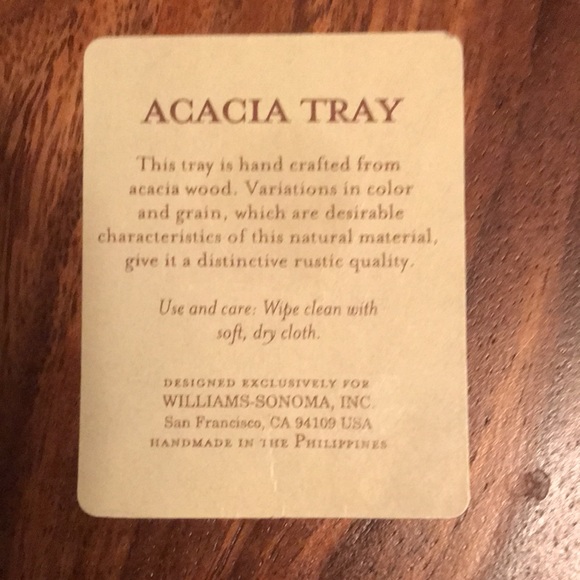 ACACIA TRAY
This tray is hand crafted from
acacia wood. Variations in color
and grain, which are desirable
characteristics of this natural material,
give it a distinctive rustic quality.
Use and care: Wipe clean with
soft, dry cloth.
DESIGNED EXCLUSIVELY FOR
WILLIAMS-SONOMA, INC.
San Francisco, CA 94109 USA
HANDMADE IN THE PHILIPPINES